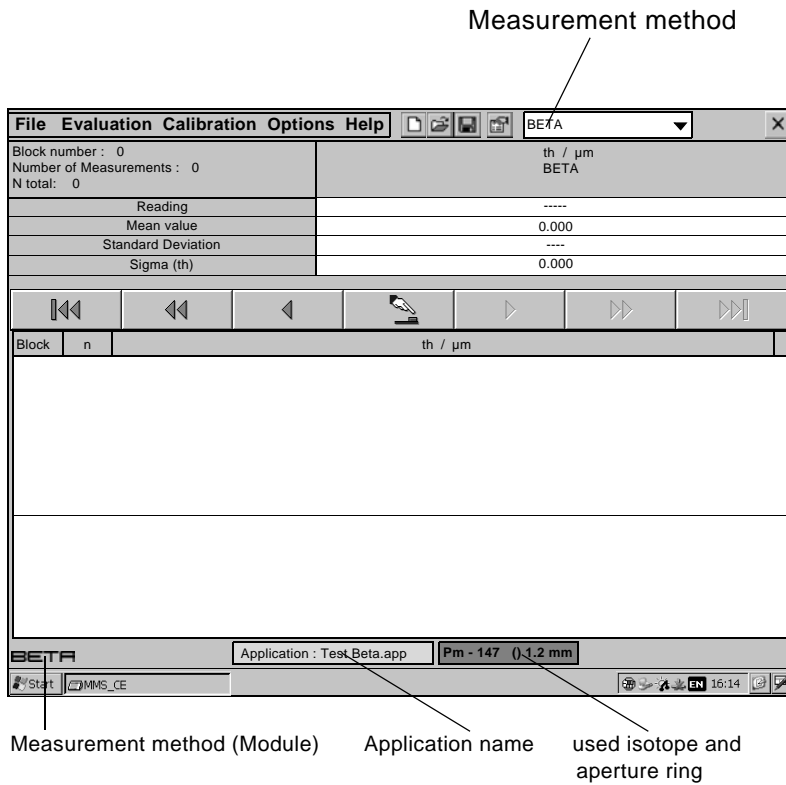 Measurement method
File Evaluation Calibration Options Help BETA
Block number : 0
Number of Measurements : 0
N total: 0
th / µm
BETA
Reading -----
Mean value 0.000
Standard Deviation ----
Sigma (th) 0.000
Block n th / µm
BETA Application : Test Beta.app Pm - 147 () 1.2 mm
Start MMS_CE EN 16:14
Measurement method (Module) Application name used isotope and
aperture ring